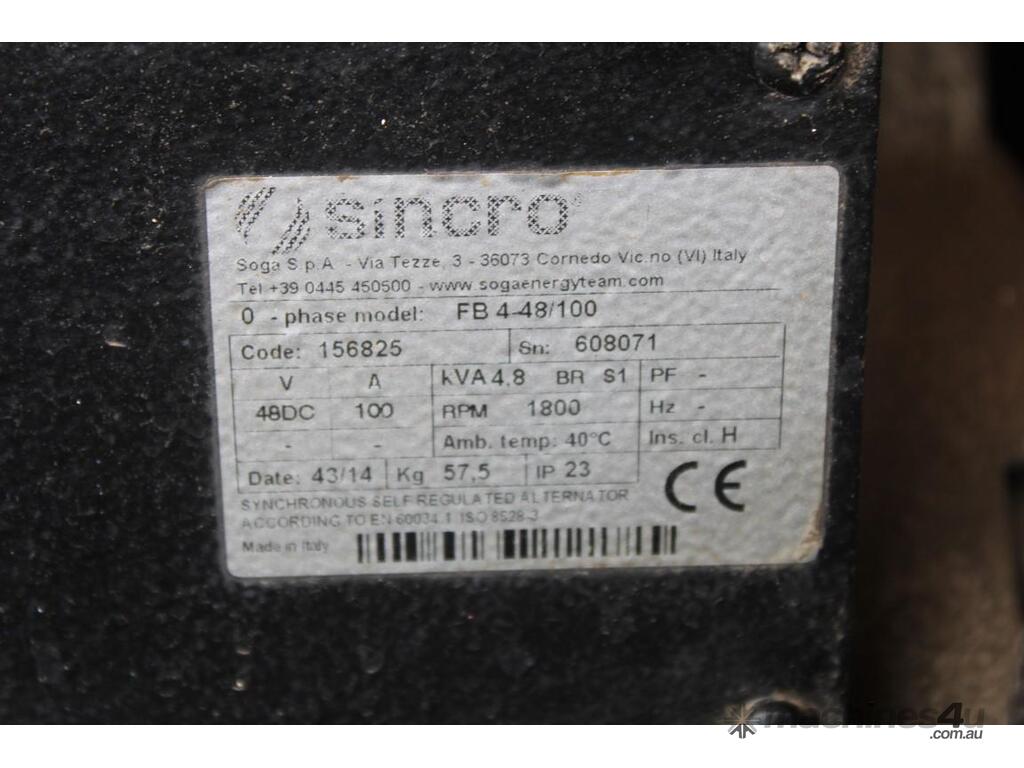 sincro
Soga S.p.A. - Via Tezze, 3 - 36073 Cornedo Vic.no (VI) Italy
Tel +39 0445 450500 - www.sogaenergyteam.com
0 - phase model: FB 4-48/100
Code: 156825 Sn: 608071
V A kVA 4,8 BR S1 PF -
48DC 100 RPM 1800 Hz -
- - Amb. temp: 40°C Ins. cl. H
Date: 43/14 Kg 57,5 IP 23
CE
SYNCHRONOUS SELF REGULATED ALTERNATOR
ACCORDING TO EN 60034-1 ISO 8528-3
Made in Italy
machines4u
.com.au